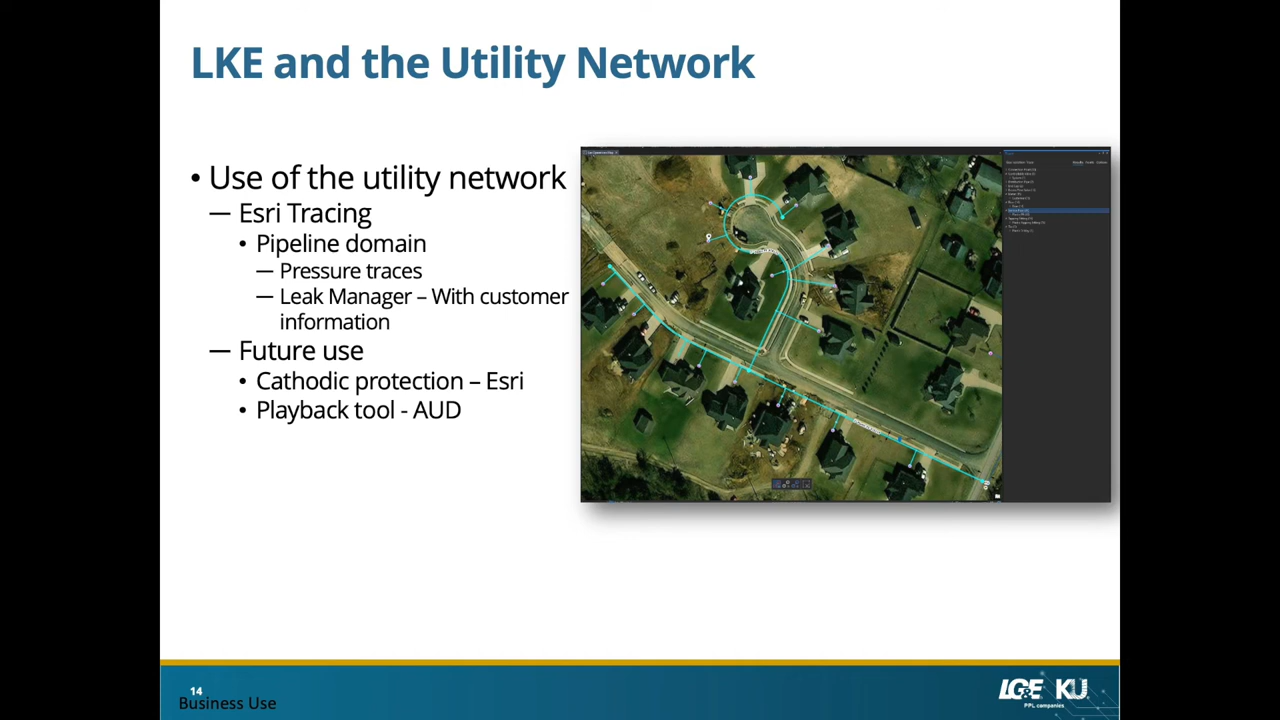 LKE and the Utility Network
• Use of the utility network
— Esri Tracing
• Pipeline domain
— Pressure traces
— Leak Manager – With customer
information
— Future use
• Cathodic protection – Esri
• Playback tool - AUD
14
Business Use
LG&E KU
PPL companies